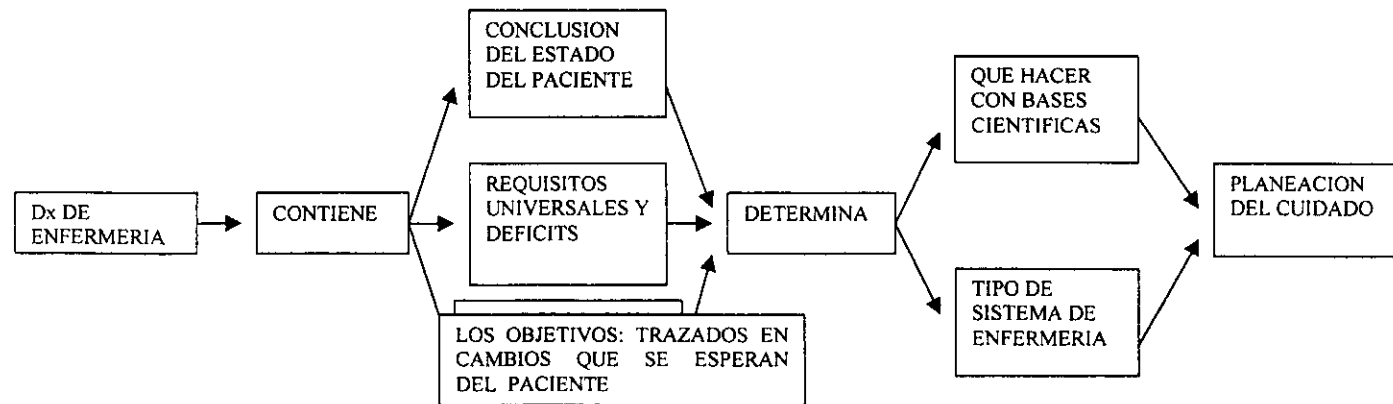 CONCLUSION
DEL ESTADO
DEL PACIENTE
QUE HACER
CON BASES
CIENTIFICAS
Dx DE
ENFERMERIA
CONTIENE
REQUISITOS
UNIVERSALES Y
DEFICITS
DETERMINA
PLANEACION
DEL CUIDADO
LOS OBJETIVOS: TRAZADOS EN
CAMBIOS QUE SE ESPERAN
DEL PACIENTE
TIPO DE
SISTEMA DE
ENFERMERIA